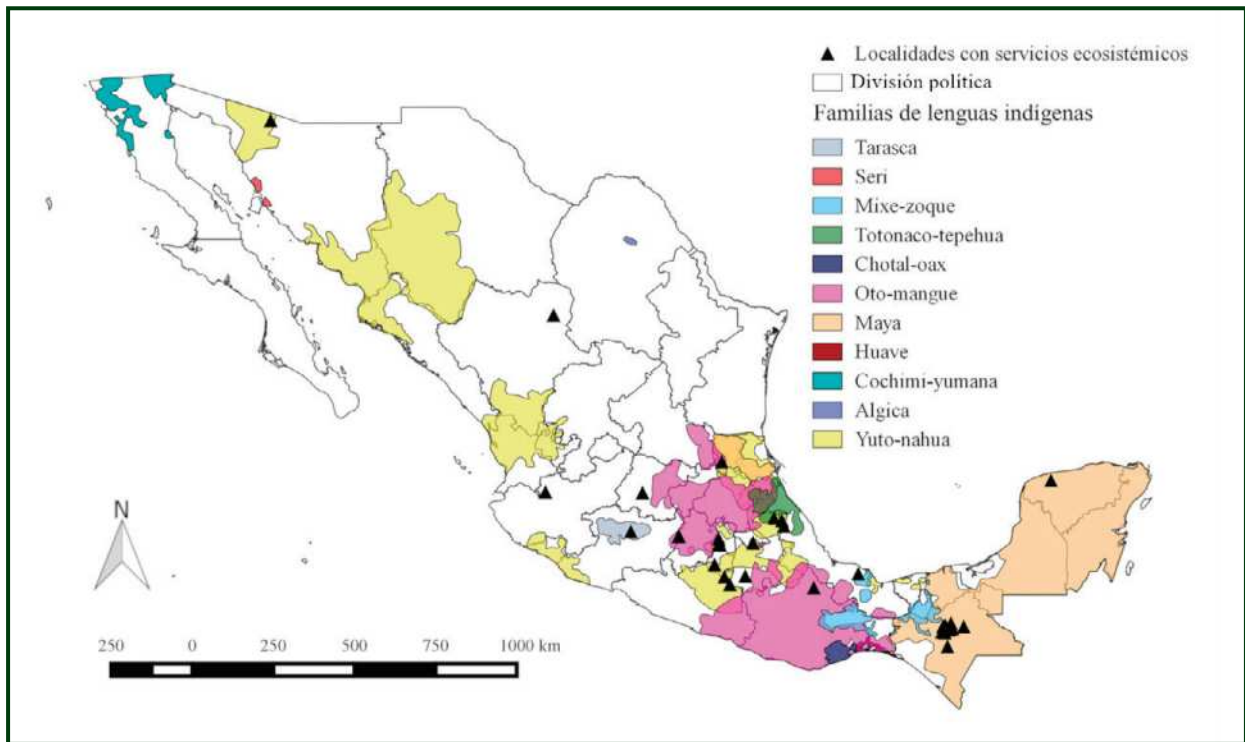 Localidades con servicios ecosistémicos
División política
Familias de lenguas indígenas
Tarasca
Seri
Mixe-zoque
Totonaco-tepehua
Chotal-oax
Oto-mangue
Maya
Huave
Cochimi-yumana
Algica
Yuto-nahua
N
250 0 250 500 750 1000 km